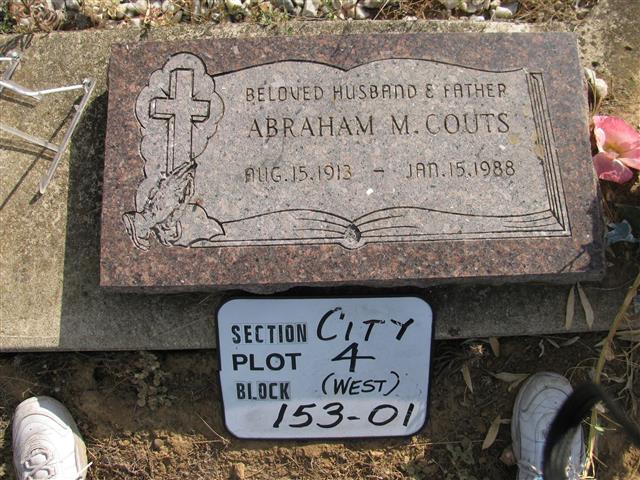 BELOVED HUSBAND & FATHER
ABRAHAM M. COUTS
AUG. 15. 1913 – JAN. 15. 1988
SECTION CITY
PLOT 4
BLOCK (WEST)
153-01